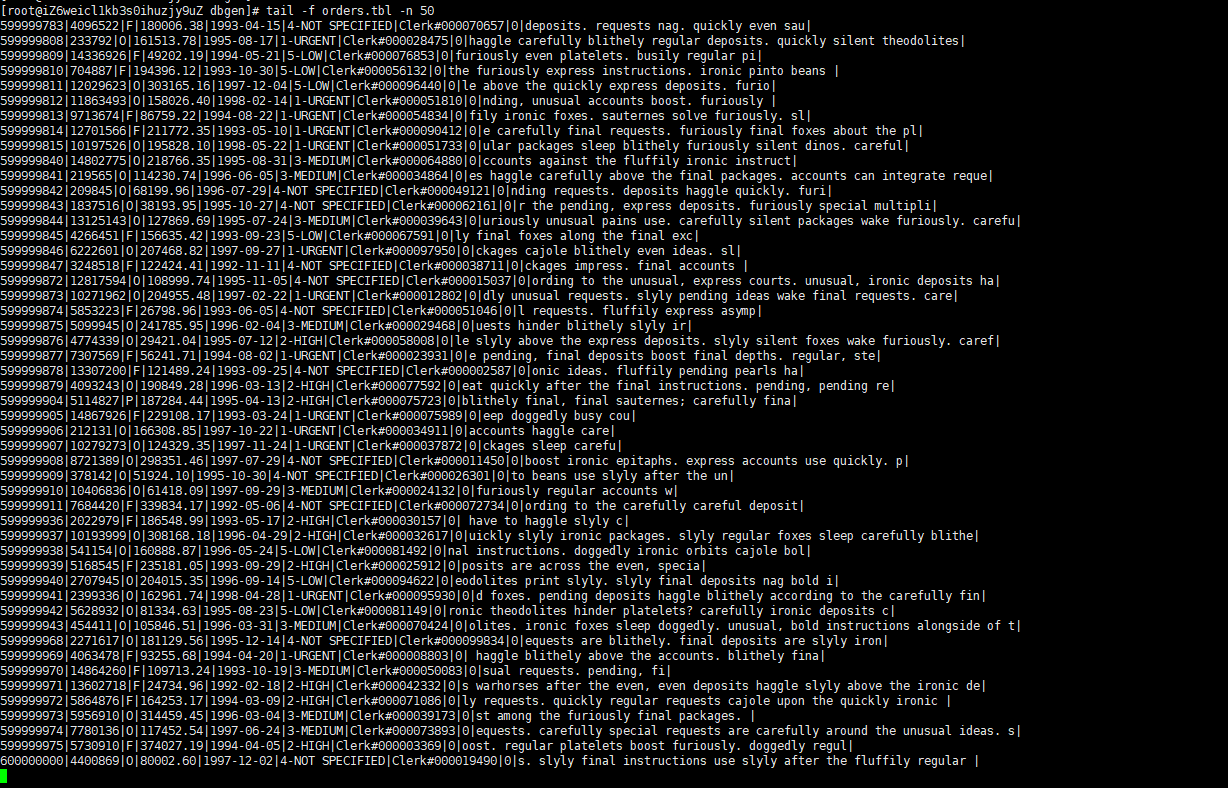 [root@iZ6weicl1kb3s0ihuzjy9uZ dbgen]# tail -f orders.tbl -n 50
599999783|4096522|F|180006.38|1993-04-15|4-NOT SPECIFIED|Clerk#000070657|0|deposits. requests nag. quickly even sau|
599999808|233792|O|161513.78|1995-08-17|1-URGENT|Clerk#000028475|0|haggle carefully blithely regular deposits. quickly silent theodolites|
599999809|14336926|F|49202.19|1994-05-21|5-LOW|Clerk#000076853|0|furiously even platelets. busily regular pi|
599999810|704887|F|194396.12|1993-10-30|5-LOW|Clerk#000056132|0|the furiously express instructions. ironic pinto beans |
599999811|12029623|O|303165.16|1997-12-04|5-LOW|Clerk#000096440|0|le above the quickly express deposits. furio|
599999812|11863493|O|158026.40|1998-02-14|1-URGENT|Clerk#000051810|0|nding, unusual accounts boost. furiously |
599999813|9713674|F|86759.22|1994-08-22|1-URGENT|Clerk#000054834|0|fily ironic foxes. sauternes solve furiously. sl|
599999814|12701566|F|211772.35|1993-05-10|1-URGENT|Clerk#000090412|0|e carefully final requests. furiously final foxes about the pl|
599999815|10197526|O|195828.10|1998-05-22|1-URGENT|Clerk#000051733|0|ular packages sleep blithely furiously silent dinos. careful|
599999840|14802775|O|218766.35|1995-08-31|3-MEDIUM|Clerk#000064880|0|ccounts against the fluffily ironic instruct|
599999841|219565|O|114230.74|1996-06-05|3-MEDIUM|Clerk#000034864|0|es haggle carefully above the final packages. accounts can integrate reque|
599999842|209845|O|68199.96|1996-07-29|4-NOT SPECIFIED|Clerk#000049121|0|nding requests. deposits haggle quickly. furi|
599999843|1837516|O|38193.95|1995-10-27|4-NOT SPECIFIED|Clerk#000062161|0|r the pending, express deposits. furiously special multipli|
599999844|13125143|O|127869.69|1995-07-24|3-MEDIUM|Clerk#000039643|0|uriously unusual pains use. carefully silent packages wake furiously. carefu|
599999845|4266451|F|156635.42|1993-09-23|5-LOW|Clerk#000067591|0|ly final foxes along the final exc|
599999846|6222601|O|207468.82|1997-09-27|1-URGENT|Clerk#000097950|0|ckages cajole blithely even ideas. sl|
599999847|3248518|F|122424.41|1992-11-11|4-NOT SPECIFIED|Clerk#000038711|0|ckages impress. final accounts |
599999872|12817594|O|108999.74|1995-11-05|4-NOT SPECIFIED|Clerk#000015037|0|ording to the unusual, express courts. unusual, ironic deposits ha|
599999873|10271962|O|204955.48|1997-02-22|1-URGENT|Clerk#000012802|0|dly unusual requests. slyly pending ideas wake final requests. care|
599999874|5853223|F|26798.96|1993-06-05|4-NOT SPECIFIED|Clerk#000051046|0|l requests. fluffily express asymp|
599999875|5099945|O|241785.95|1996-02-04|3-MEDIUM|Clerk#000029468|0|uests hinder blithely slyly ir|
599999876|4774339|O|29421.04|1995-07-12|2-HIGH|Clerk#000058008|0|le slyly above the express deposits. slyly silent foxes wake furiously. caref|
599999877|7307569|F|56241.71|1994-08-02|1-URGENT|Clerk#000023931|0|e pending, final deposits boost final depths. regular, ste|
599999878|13307200|F|121489.24|1993-09-25|4-NOT SPECIFIED|Clerk#000002587|0|onic ideas. fluffily pending pearls ha|
599999879|4093243|O|190849.28|1996-03-13|2-HIGH|Clerk#000077592|0|eat quickly after the final instructions. pending, pending re|
599999904|5114827|P|187284.44|1995-04-13|2-HIGH|Clerk#000075723|0|blithely final, final sauternes; carefully fina|
599999905|14867926|F|229108.17|1993-03-24|1-URGENT|Clerk#000075989|0|eep doggedly busy cou|
599999906|212131|O|166308.85|1997-10-22|1-URGENT|Clerk#000034911|0|accounts haggle care|
599999907|10279273|O|124329.35|1997-11-24|1-URGENT|Clerk#000037872|0|ckages sleep carefu|
599999908|8721389|O|298351.46|1997-07-29|4-NOT SPECIFIED|Clerk#000011450|0|boost ironic epitaphs. express accounts use quickly. p|
599999909|378142|O|51924.10|1995-10-30|4-NOT SPECIFIED|Clerk#000026301|0|to beans use slyly after the un|
599999910|10406836|O|61418.09|1997-09-29|3-MEDIUM|Clerk#000024132|0|furiously regular accounts w|
599999911|7684420|F|339834.17|1992-05-06|4-NOT SPECIFIED|Clerk#000072734|0|ording to the carefully careful deposit|
599999936|2022979|F|186548.99|1993-05-17|2-HIGH|Clerk#000030157|0| have to haggle slyly c|
599999937|10193999|O|308168.18|1996-04-29|2-HIGH|Clerk#000032617|0|uickly slyly ironic packages. slyly regular foxes sleep carefully blithe|
599999938|541154|O|160888.87|1996-05-24|5-LOW|Clerk#000081492|0|nal instructions. doggedly ironic orbits cajole bol|
599999939|5168545|F|235181.05|1993-09-29|2-HIGH|Clerk#000025912|0|posits are across the even, specia|
599999940|2707945|O|204015.35|1996-09-14|5-LOW|Clerk#000094622|0|eodolites print slyly. slyly final deposits nag bold i|
599999941|2399336|O|162961.74|1998-04-28|1-URGENT|Clerk#000095930|0|d foxes. pending deposits haggle blithely according to the carefully fin|
599999942|5628932|O|81334.63|1995-08-23|5-LOW|Clerk#000081149|0|ronic theodolites hinder platelets? carefully ironic deposits c|
599999943|454411|O|105846.51|1996-03-31|3-MEDIUM|Clerk#000070424|0|olites. ironic foxes sleep doggedly. unusual, bold instructions alongside of t|
599999968|2271617|O|181129.56|1995-12-14|4-NOT SPECIFIED|Clerk#000099834|0|equests are blithely. final deposits are slyly iron|
599999969|4063478|F|93255.68|1994-04-20|1-URGENT|Clerk#000008803|0| haggle blithely above the accounts. blithely fina|
599999970|14864260|F|109713.24|1993-10-19|3-MEDIUM|Clerk#000050083|0|sual requests. pending, fi|
599999971|13602718|F|24734.96|1992-02-18|2-HIGH|Clerk#000042332|0|s warhorses after the even, even deposits haggle slyly above the ironic de|
599999972|5864876|F|164253.17|1994-03-09|2-HIGH|Clerk#000071086|0|ly requests. quickly regular requests cajole upon the quickly ironic |
599999973|5956910|O|314459.45|1996-03-04|3-MEDIUM|Clerk#000039173|0|st among the furiously final packages. |
599999974|7780136|O|117452.54|1997-06-24|3-MEDIUM|Clerk#000073893|0|equests. carefully special requests are carefully around the unusual ideas. s|
599999975|5730910|F|374027.19|1994-04-05|2-HIGH|Clerk#000003369|0|oost. regular platelets boost furiously. doggedly regul|
600000000|4400869|O|80002.60|1997-12-02|4-NOT SPECIFIED|Clerk#000019490|0|s. slyly final instructions use slyly after the fluffily regular |